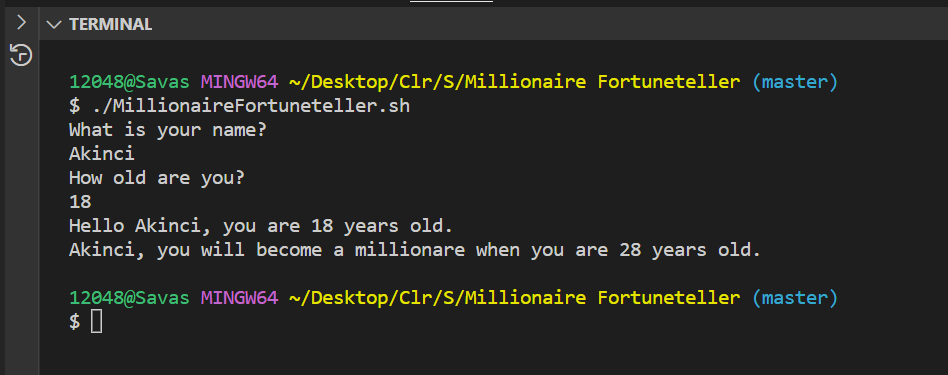 TERMINAL
12048@Savas MINGW64 ~/Desktop/Clr/S/Millionaire Fortuneteller (master)
$ ./MillionaireFortuneteller.sh
What is your name?
Akinci
How old are you?
18
Hello Akinci, you are 18 years old.
Akinci, you will become a millionare when you are 28 years old.
12048@Savas MINGW64 ~/Desktop/Clr/S/Millionaire Fortuneteller (master)
$